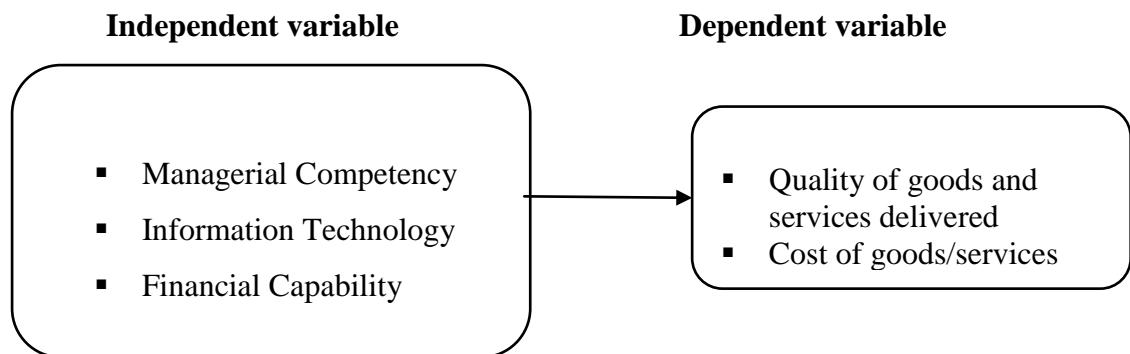 Independent variable
Dependent variable
▪ Managerial Competency
▪ Information Technology
▪ Financial Capability
▪ Quality of goods and
services delivered
▪ Cost of goods/services